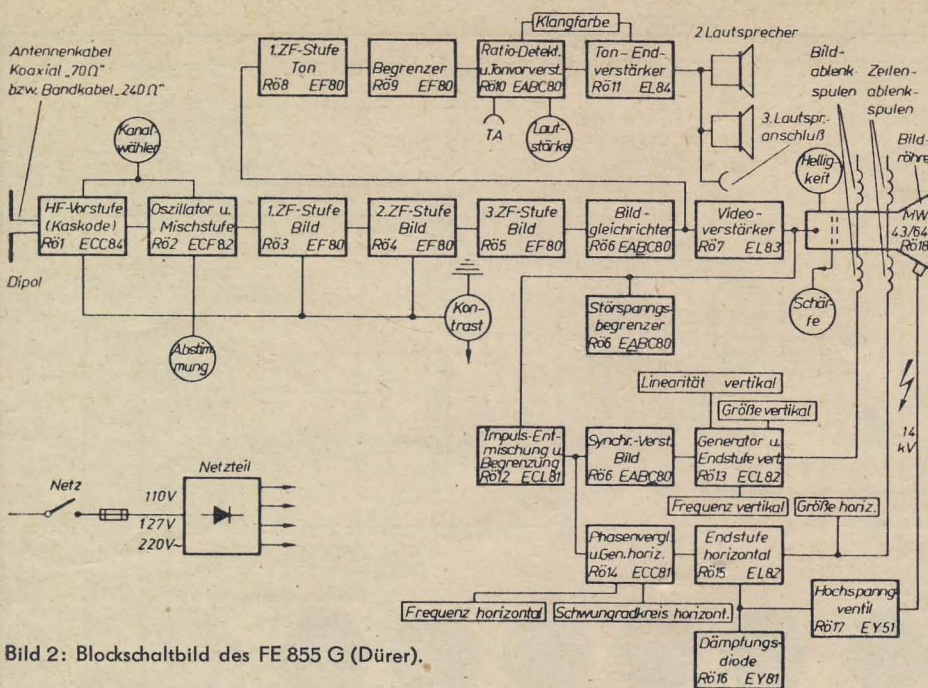 Antennenkabel
Koaxial „70Ω"
bzw. Bandkabel „240Ω"
Dipol
Kanal-
wähler
HF-Vorstufe
(Kaskode)
Rö1 ECC84
Oszillator u.
Mischstufe
Rö2 ECF82
Abstim-
mung
1.ZF-Stufe
Bild
Rö3 EF80
2.ZF-Stufe
Bild
Rö4 EF80
3.ZF-Stufe
Bild
Rö5 EF80
Kon-
trast
Bild-
gleichrichter
Rö6 EABC80
Video-
verstärker
Rö7 EL83
1.ZF-Stufe
Ton
Rö8 EF80
Begrenzer
Rö9 EF80
Klangfarbe
Ratio-Detekt.
u.Tonvorverst.
Rö10 EABC80
TA
Laut-
stärke
Ton-End-
verstärker
Rö11 EL84
2 Lautsprecher
3.Lautspr.-
anschluß
Bild-
ablenk-
spulen
Zeilen-
ablenk-
spulen
Bild-
röhre
Hellig-
keit
MW
43/64
Rö18
Schär-
fe
14
kV
Störspanngs-
begrenzer
Rö6 EABC80
Linearität vertikal
Größe vertikal
Impuls-Ent-
mischung u.
Begrenzung
Rö12 ECL81
Synchr.-Verst.
Bild
Rö6 EABC80
Generator u.
Endstufe vert.
Rö13 ECL82
Frequenz vertikal
Größe horiz.
Phasenvergl.
u.Gen.horiz.
Rö14 ECC81
Endstufe
horizontal
Rö15 EL82
Frequenz horizontal
Schwungradkreis horizont.
Hochspanng-
ventil
Rö17 EY51
Dämpfungs-
diode
Rö16 EY81
Netz
110V
127V
220V~
Netzteil
Bild 2: Blockschaltbild des FE 855 G (Dürer).